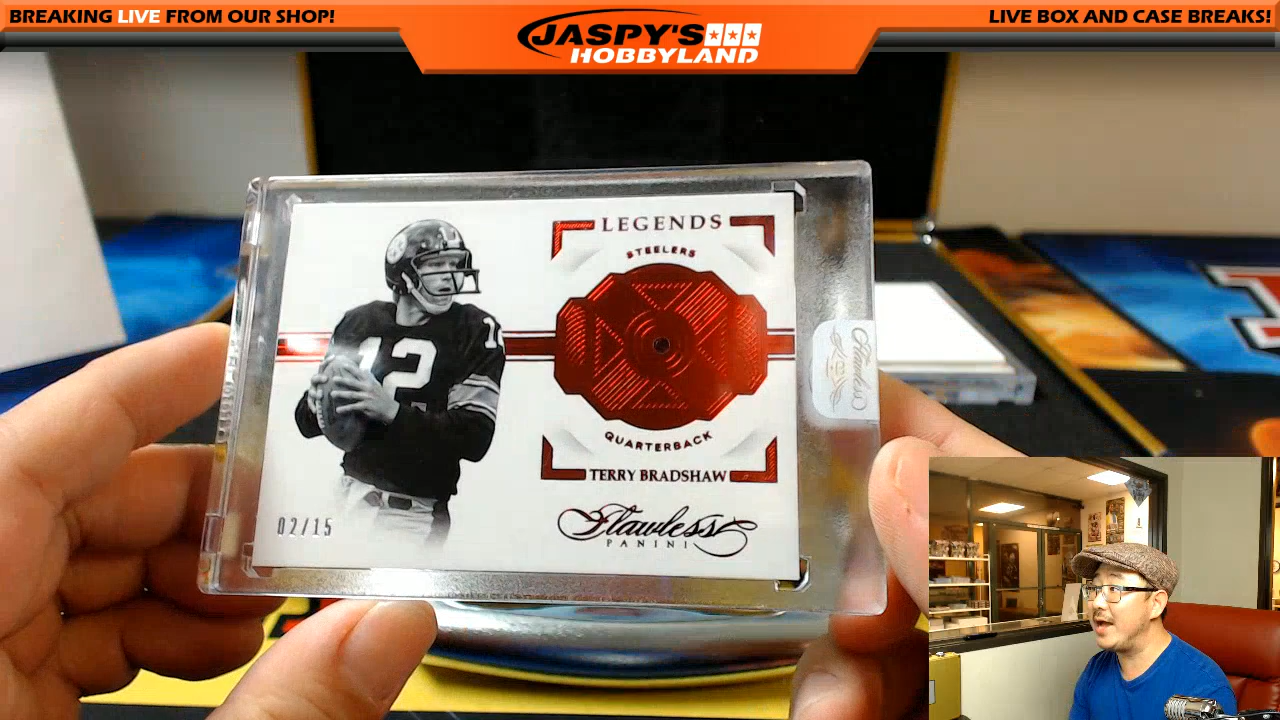 BREAKING LIVE FROM OUR SHOP!
JASPY'S
HOBBYLAND
LIVE BOX AND CASE BREAKS!
LEGENDS
STEELERS
12
QUARTERBACK
TERRY BRADSHAW
02/15
Flawless
PANINI
Flawless